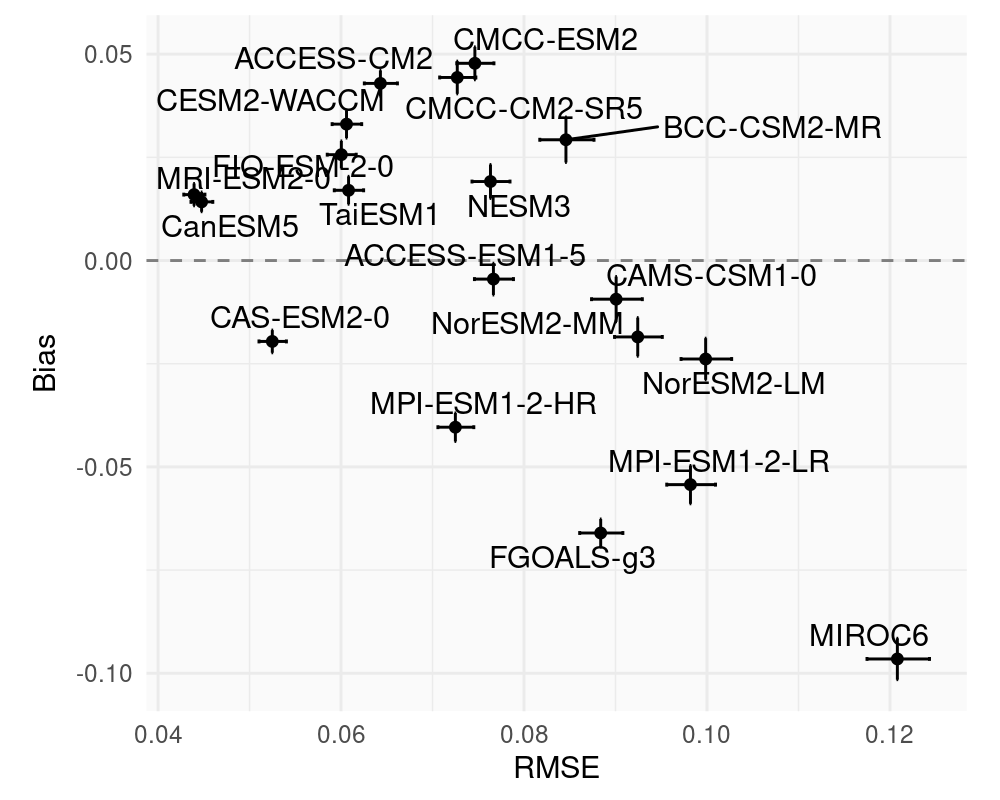 0.05
0.00
-0.05
-0.10
Bias
CMCC-ESM2
ACCESS-CM2
CESM2-WACCM
CMCC-CM2-SR5
BCC-CSM2-MR
FIO-ESM-2-0
MRI-ESM2-0
TaiESM1
NESM3
CanESM5
ACCESS-ESM1-5
CAMS-CSM1-0
CAS-ESM2-0
NorESM2-MM
NorESM2-LM
MPI-ESM1-2-HR
MPI-ESM1-2-LR
FGOALS-g3
MIROC6
0.04
0.06
0.08
0.10
0.12
RMSE